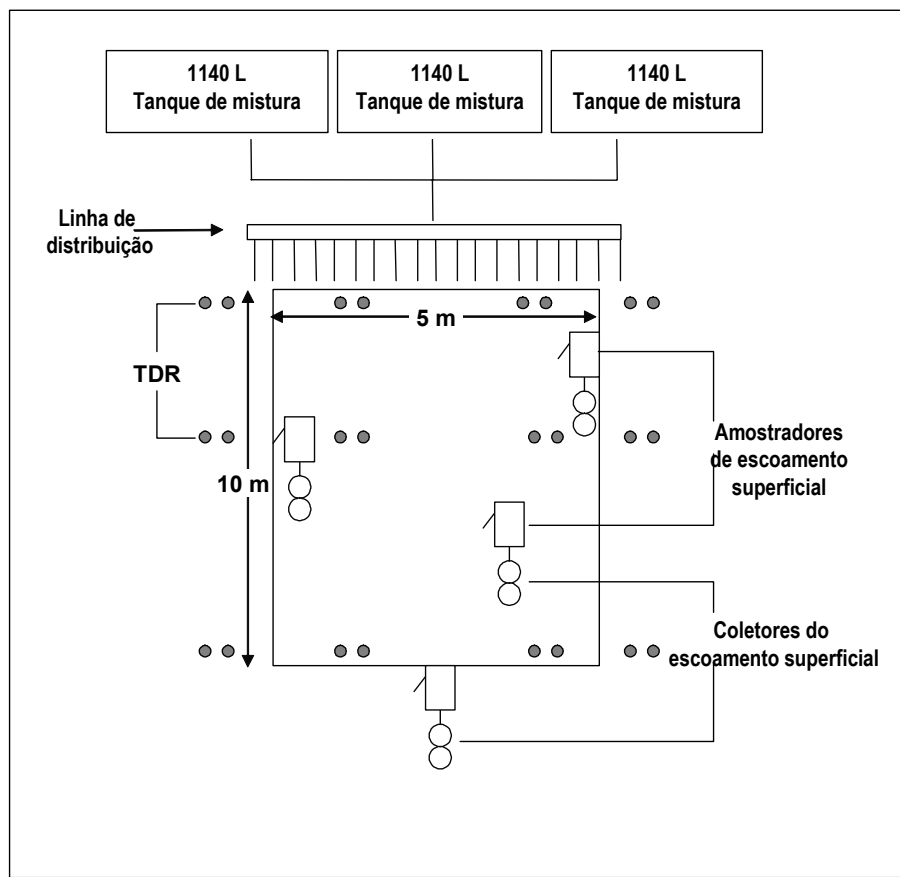 1140 L
Tanque de mistura
1140 L
Tanque de mistura
1140 L
Tanque de mistura
Linha de
distribuição
5 m
TDR
10 m
Amostradores
de escoamento
superficial
Coletores do
escoamento superficial